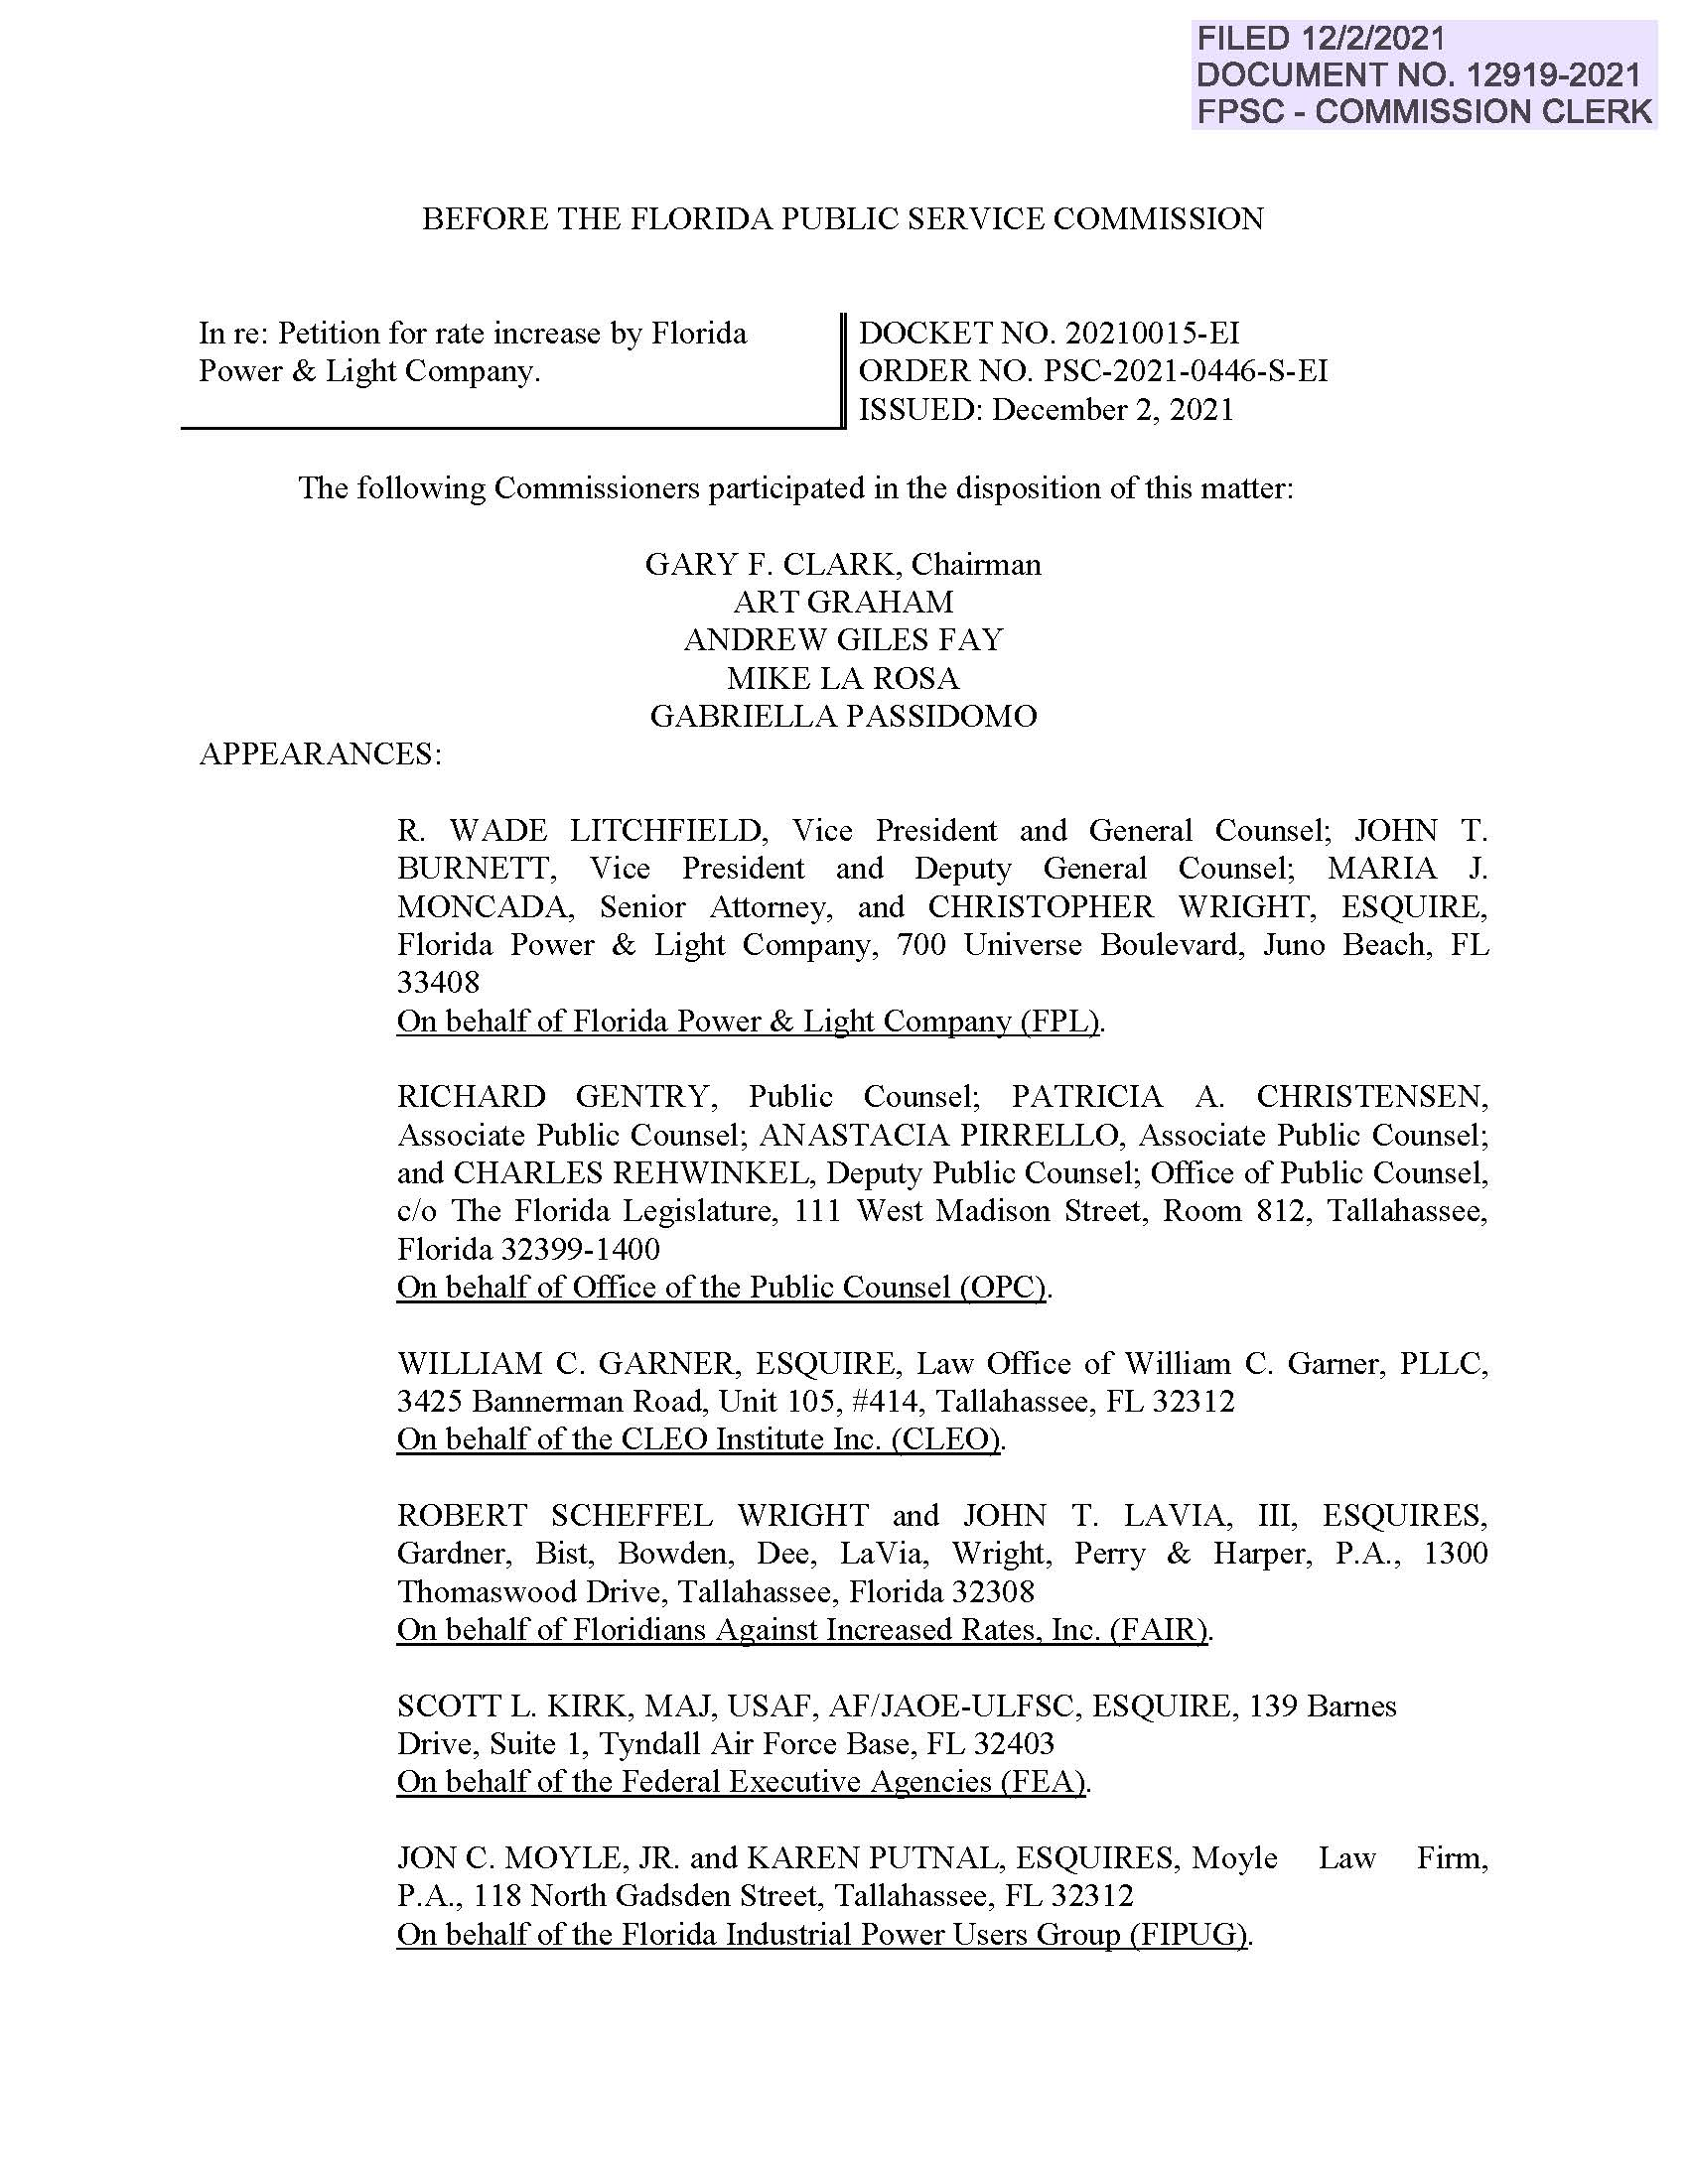 FILED 12/2/2021
DOCUMENT NO. 12919-2021
FPSC - COMMISSION CLERK
BEFORE THE FLORIDA PUBLIC SERVICE COMMISSION
In re: Petition for rate increase by Florida
Power & Light Company.
DOCKET NO. 20210015-EI
ORDER NO. PSC-2021-0446-S-EI
ISSUED: December 2, 2021
The following Commissioners participated in the disposition of this matter:
GARY F. CLARK, Chairman
ART GRAHAM
ANDREW GILES FAY
MIKE LA ROSA
GABRIELLA PASSIDOMO
APPEARANCES:
R. WADE LITCHFIELD, Vice President and General Counsel; JOHN T.
BURNETT, Vice President and Deputy General Counsel; MARIA J.
MONCADA, Senior Attorney, and CHRISTOPHER WRIGHT, ESQUIRE,
Florida Power & Light Company, 700 Universe Boulevard, Juno Beach, FL
33408
On behalf of Florida Power & Light Company (FPL).
RICHARD GENTRY, Public Counsel; PATRICIA A. CHRISTENSEN,
Associate Public Counsel; ANASTACIA PIRRELLO, Associate Public Counsel;
and CHARLES REHWINKEL, Deputy Public Counsel; Office of Public Counsel,
c/o The Florida Legislature, 111 West Madison Street, Room 812, Tallahassee,
Florida 32399-1400
On behalf of Office of the Public Counsel (OPC).
WILLIAM C. GARNER, ESQUIRE, Law Office of William C. Garner, PLLC,
3425 Bannerman Road, Unit 105, #414, Tallahassee, FL 32312
On behalf of the CLEO Institute Inc. (CLEO).
ROBERT SCHEFFEL WRIGHT and JOHN T. LAVIA, III, ESQUIRES,
Gardner, Bist, Bowden, Dee, LaVia, Wright, Perry & Harper, P.A., 1300
Thomaswood Drive, Tallahassee, Florida 32308
On behalf of Floridians Against Increased Rates, Inc. (FAIR).
SCOTT L. KIRK, MAJ, USAF, AF/JAOE-ULFSC, ESQUIRE, 139 Barnes
Drive, Suite 1, Tyndall Air Force Base, FL 32403
On behalf of the Federal Executive Agencies (FEA).
JON C. MOYLE, JR. and KAREN PUTNAL, ESQUIRES, Moyle Law Firm,
P.A., 118 North Gadsden Street, Tallahassee, FL 32312
On behalf of the Florida Industrial Power Users Group (FIPUG).